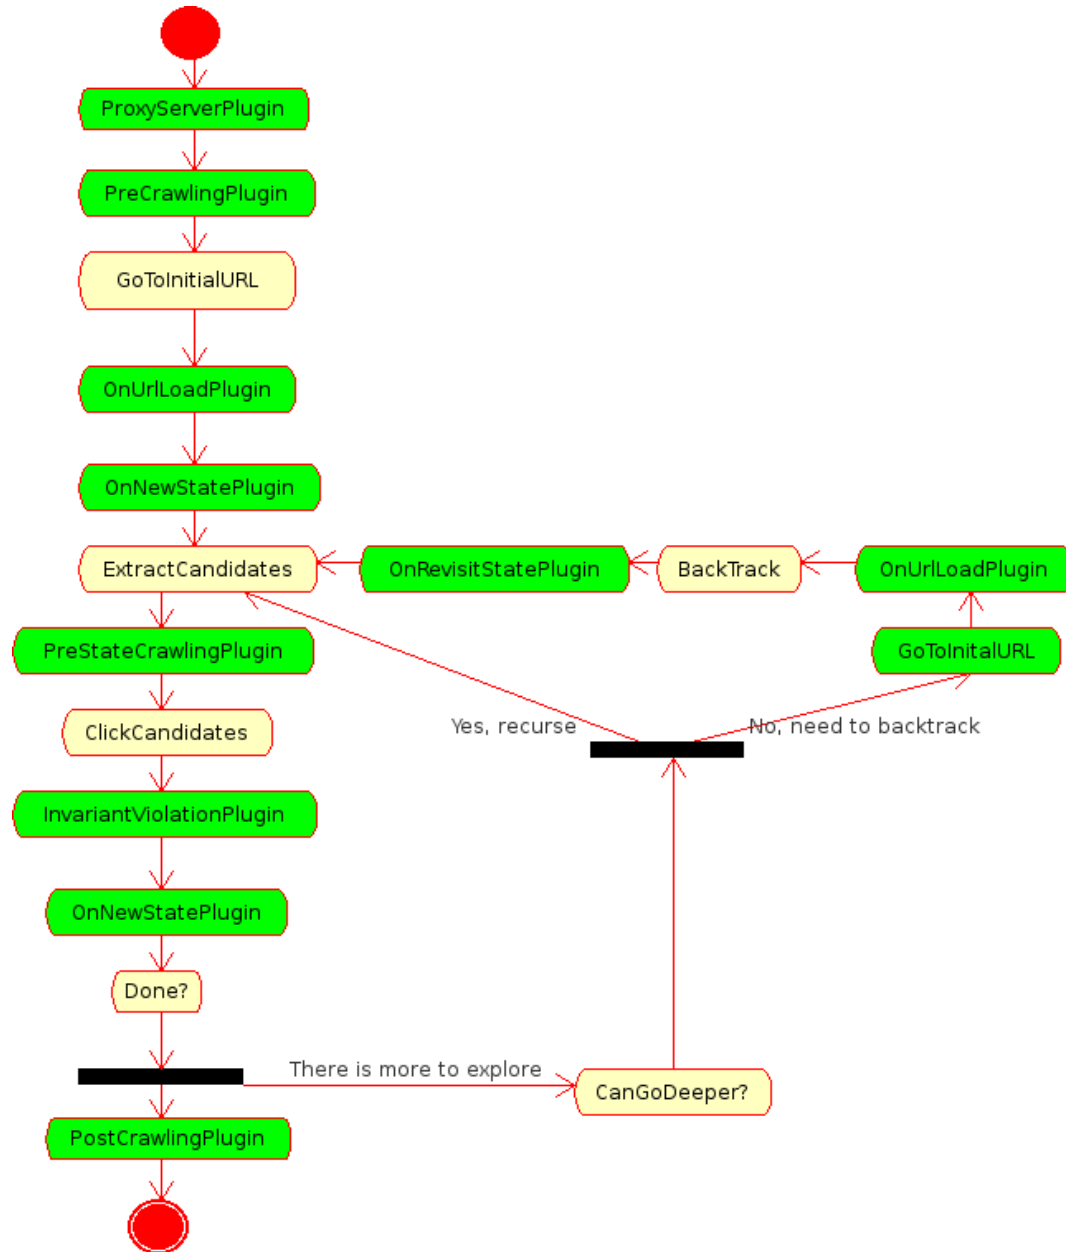 ProxyServerPlugin
PreCrawlingPlugin
GoToInitialURL
OnUrlLoadPlugin
OnNewStatePlugin
ExtractCandidates
OnRevisitStatePlugin
BackTrack
OnUrlLoadPlugin
PreStateCrawlingPlugin
GoToInitalURL
ClickCandidates
Yes, recurse
No, need to backtrack
InvariantViolationPlugin
OnNewStatePlugin
Done?
There is more to explore
CanGoDeeper?
PostCrawlingPlugin